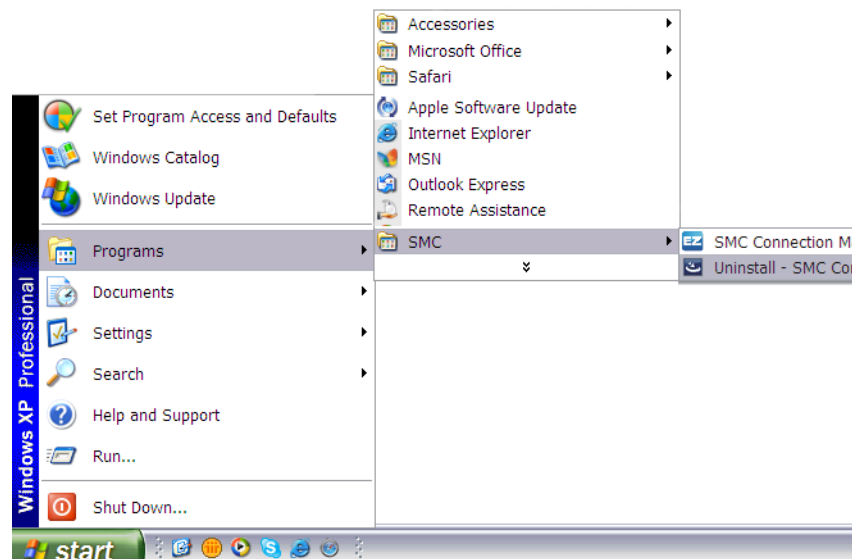 Accessories
Microsoft Office
Safari
Apple Software Update
Internet Explorer
MSN
Outlook Express
Remote Assistance
SMC
SMC Connection M
Uninstall - SMC Co
Set Program Access and Defaults
Windows Catalog
Windows Update
Programs
Documents
Settings
Search
Help and Support
Run...
Shut Down...
Windows XP Professional
start